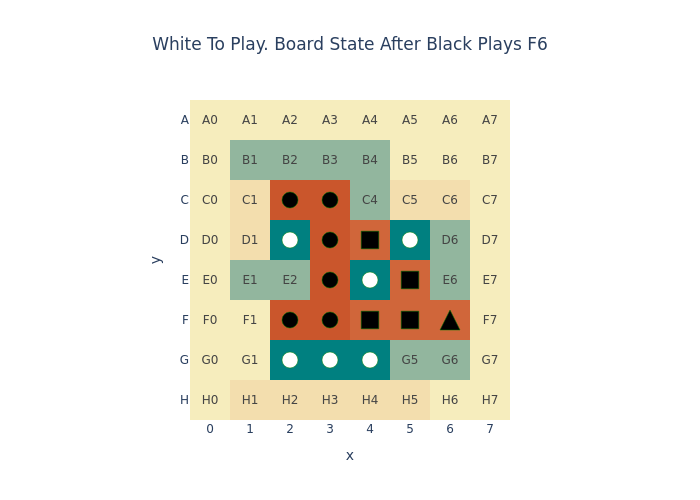 White To Play. Board State After Black Plays F6
A A0 A1 A2 A3 A4 A5 A6 A7
B B0 B1 B2 B3 B4 B5 B6 B7
C C0 C1 C4 C5 C6 C7
D D0 D1 D6 D7
E E0 E1 E2 E6 E7
F F0 F1 F7
G G0 G1 G5 G6 G7
H H0 H1 H2 H3 H4 H5 H6 H7
0 1 2 3 4 5 6 7
x
y